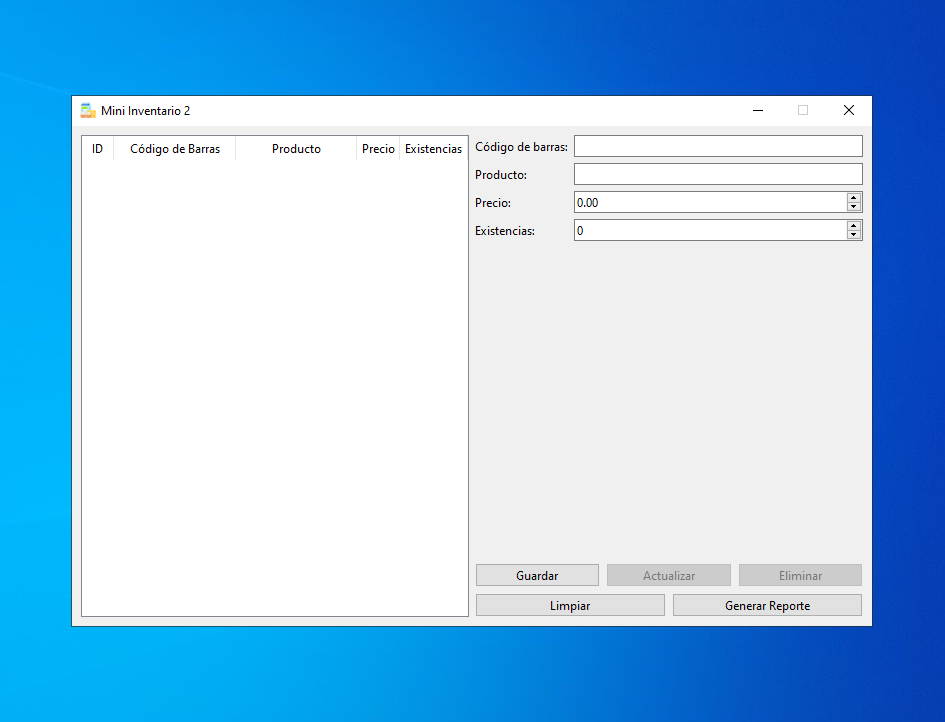 Mini Inventario 2
ID Código de Barras Producto Precio Existencias
Código de barras:
Producto:
Precio: 0.00
Existencias: 0
Guardar Actualizar Eliminar
Limpiar Generar Reporte